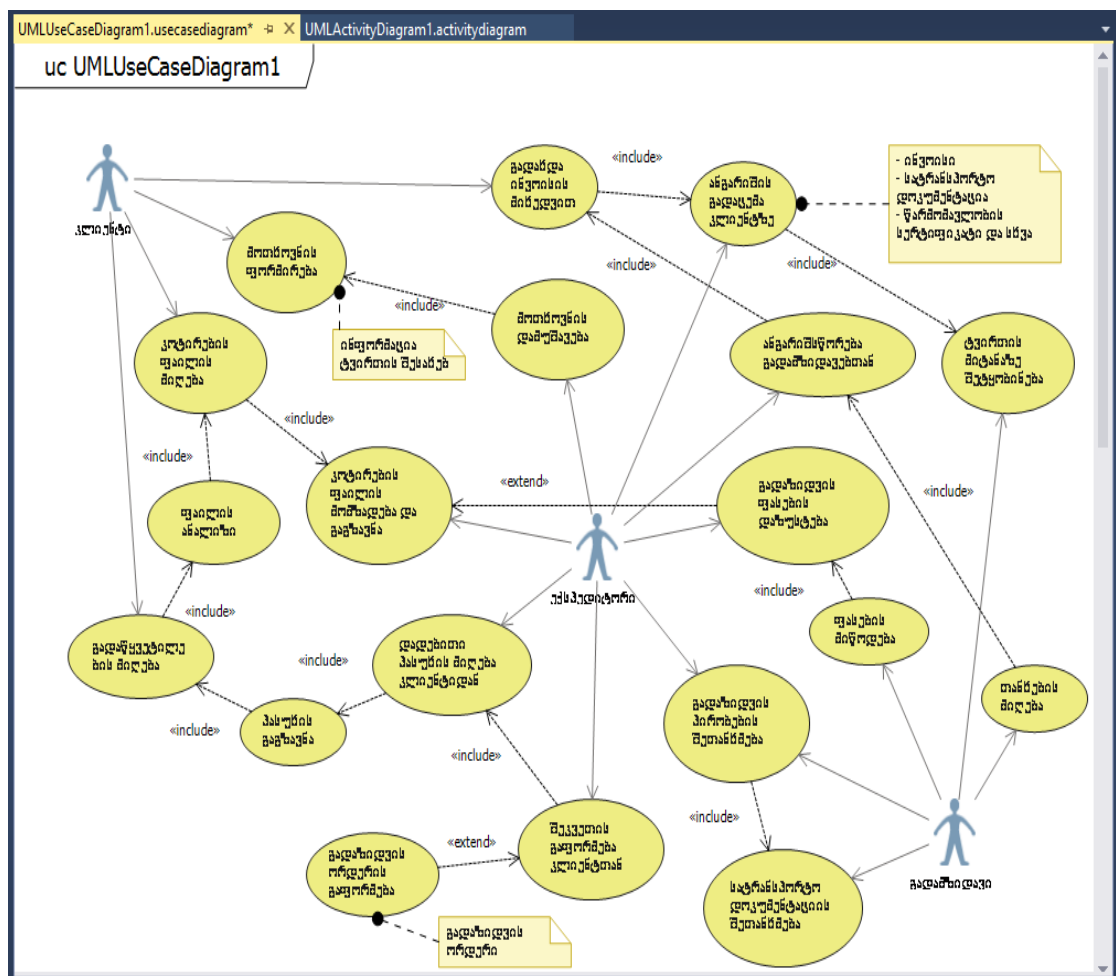 UMLUseCaseDiagram1.usecasediagram*
UMLActivityDiagram1.activitydiagram
uc UMLUseCaseDiagram1
კლიენტი
გადახდა
ინვოისის
მიხედვით
«include»
ანგარიშის
გადაცემა
კლიენტზე
- ინვოისი
- სატრანსპორტო
დოკუმენტაცია
- წარმომავლობის
სერტიფიკატი და სხვა
მოთხოვნის
ფორმირება
«include»
«include»
«include»
ინფორმაცია
ტვირთის შესახებ
მოთხოვნის
დამუშავება
ანგარიშსწორება
გადამზიდავებთან
ტვირთის
მიტანაზე
შეტყობინება
კოტირების
ფაილის
მიღება
«include»
«include»
კოტირების
ფაილის
მომზადება და
გაგზავნა
«extend»
გადაზიდვის
ფასების
დაზუსტება
«include»
ფაილის
ანალიზი
ექსპედიტორი
«include»
«include»
ფასების
მიწოდება
გადაწყვეტილე
ბის მიღება
«include»
დადებითი
პასუხის მიღება
კლიენტიდან
გადაზიდვის
პირობების
შეთანხმება
თანხების
მიღება
«include»
პასუხის
გაგზავნა
«include»
«include»
გადაზიდვის
ორდერის
გაფორმება
«extend»
შეკვეთის
გაფორმება
კლიენტთან
გადამზიდავი
სატრანსპორტო
დოკუმენტაციის
შეთანხმება
გადაზიდვის
ორდერი